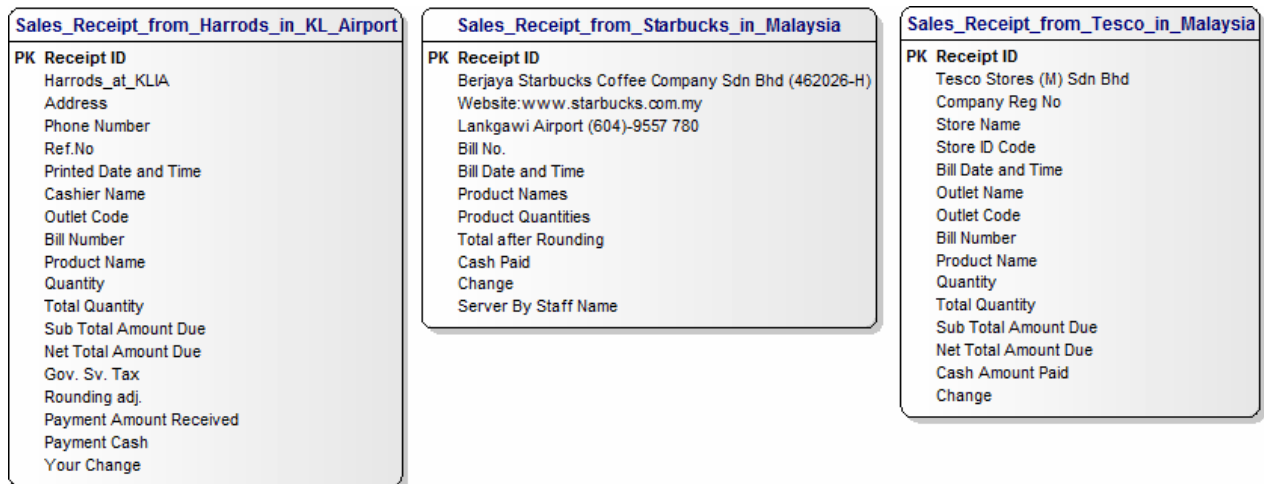 Sales_Receipt_from_Harrods_in_KL_Airport
PK Receipt ID
Harrods_at_KLIA
Address
Phone Number
Ref.No
Printed Date and Time
Cashier Name
Outlet Code
Bill Number
Product Name
Quantity
Total Quantity
Sub Total Amount Due
Net Total Amount Due
Gov. Sv. Tax
Rounding adj.
Payment Amount Received
Payment Cash
Your Change
Sales_Receipt_from_Starbucks_in_Malaysia
PK Receipt ID
Berjaya Starbucks Coffee Company Sdn Bhd (462026-H)
Website:www.starbucks.com.my
Lankgawi Airport (604)-9557 780
Bill No.
Bill Date and Time
Product Names
Product Quantities
Total after Rounding
Cash Paid
Change
Server By Staff Name
Sales_Receipt_from_Tesco_in_Malaysia
PK Receipt ID
Tesco Stores (M) Sdn Bhd
Company Reg No
Store Name
Store ID Code
Bill Date and Time
Outlet Name
Outlet Code
Bill Number
Product Name
Quantity
Total Quantity
Sub Total Amount Due
Net Total Amount Due
Cash Amount Paid
Change